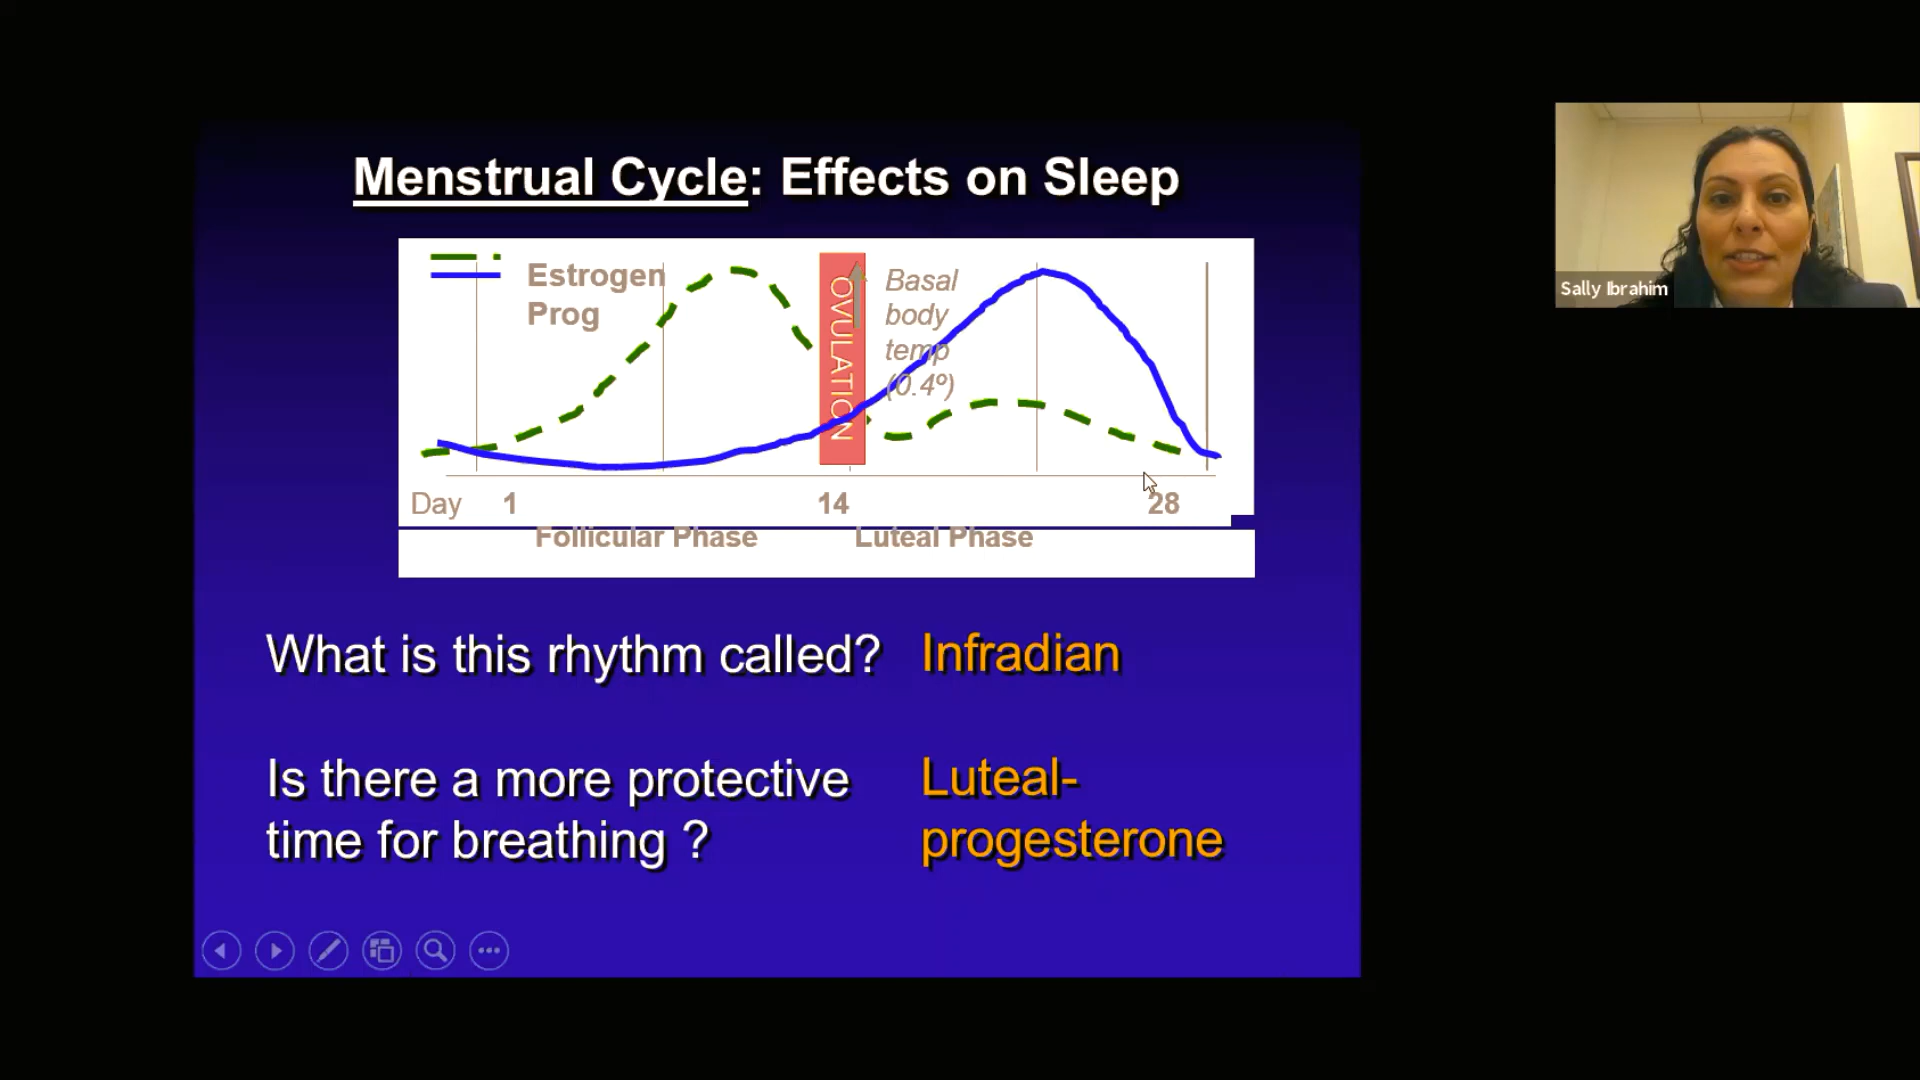 Menstrual Cycle: Effects on Sleep
Estrogen
Prog
OVULATION
Basal
body
temp
(0.4º)
Day 1 14 28
Follicular Phase Luteal Phase
What is this rhythm called? Infradian
Is there a more protective
time for breathing ?
Luteal-
progesterone
Sally Ibrahim